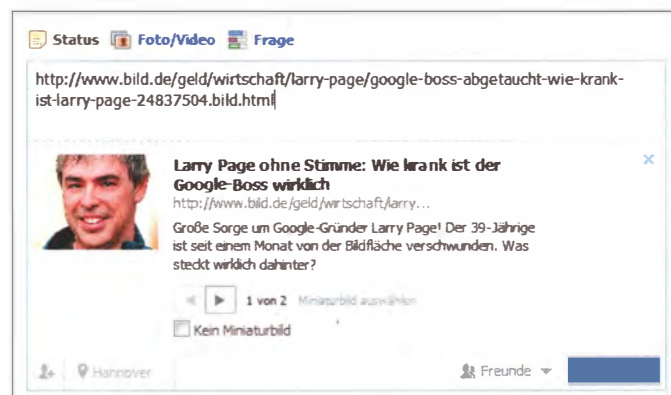 Status Foto/Video Frage
http://www.bild.de/geld/wirtschaft/larry-page/google-boss-abgetaucht-wie-krank-
ist-larry-page-24837504.bild.html
Larry Page ohne Stimme: Wie krank ist der
Google-Boss wirklich
http://www.bild.de/geld/wirtschaft/larry...
Große Sorge um Google-Gründer Larry Page! Der 39-Jährige
ist seit einem Monat von der Bildfläche verschwunden. Was
steckt wirklich dahinter?
1 von 2 Miniaturbild auswählen
Kein Miniaturbild
Hannover Freunde